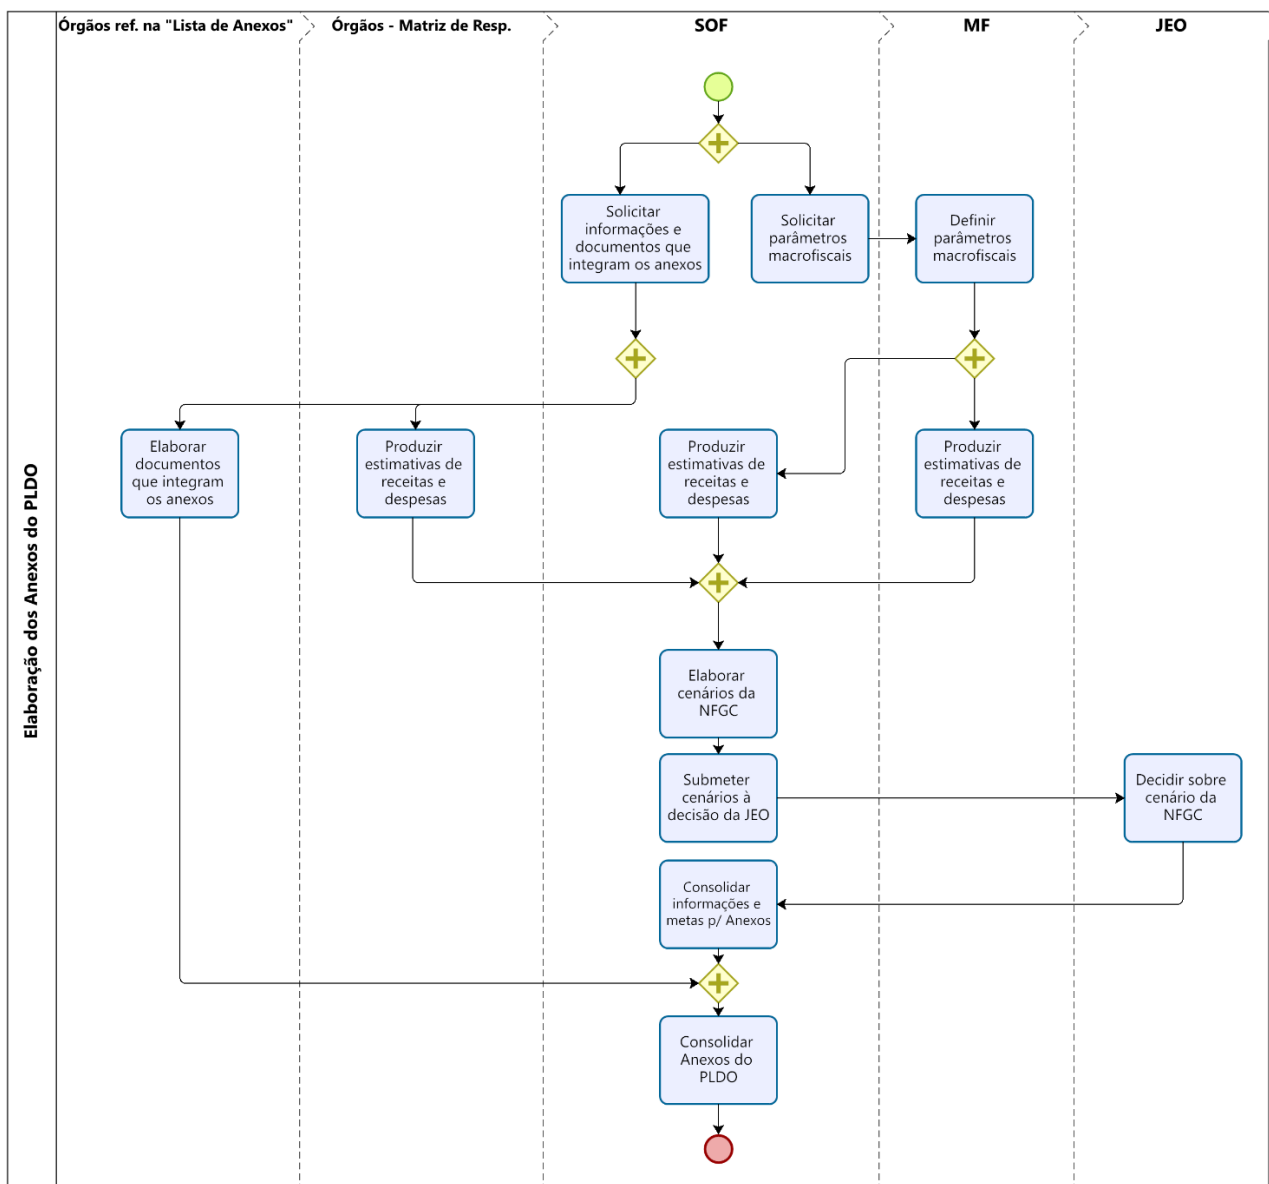 Órgãos ref. na "Lista de Anexos"
Órgãos - Matriz de Resp.
SOF
MF
JEO
Elaboração dos Anexos do PLDO
Solicitar
informações e
documentos que
integram os anexos
Solicitar
parâmetros
macrofiscais
Definir
parâmetros
macrofiscais
Elaborar
documentos
que integram
os anexos
Produzir
estimativas de
receitas e
despesas
Produzir
estimativas de
receitas e
despesas
Produzir
estimativas de
receitas e
despesas
Elaborar
cenários da
NFGC
Submeter
cenários à
decisão da JEO
Decidir sobre
cenário da
NFGC
Consolidar
informações e
metas p/ Anexos
Consolidar
Anexos do
PLDO